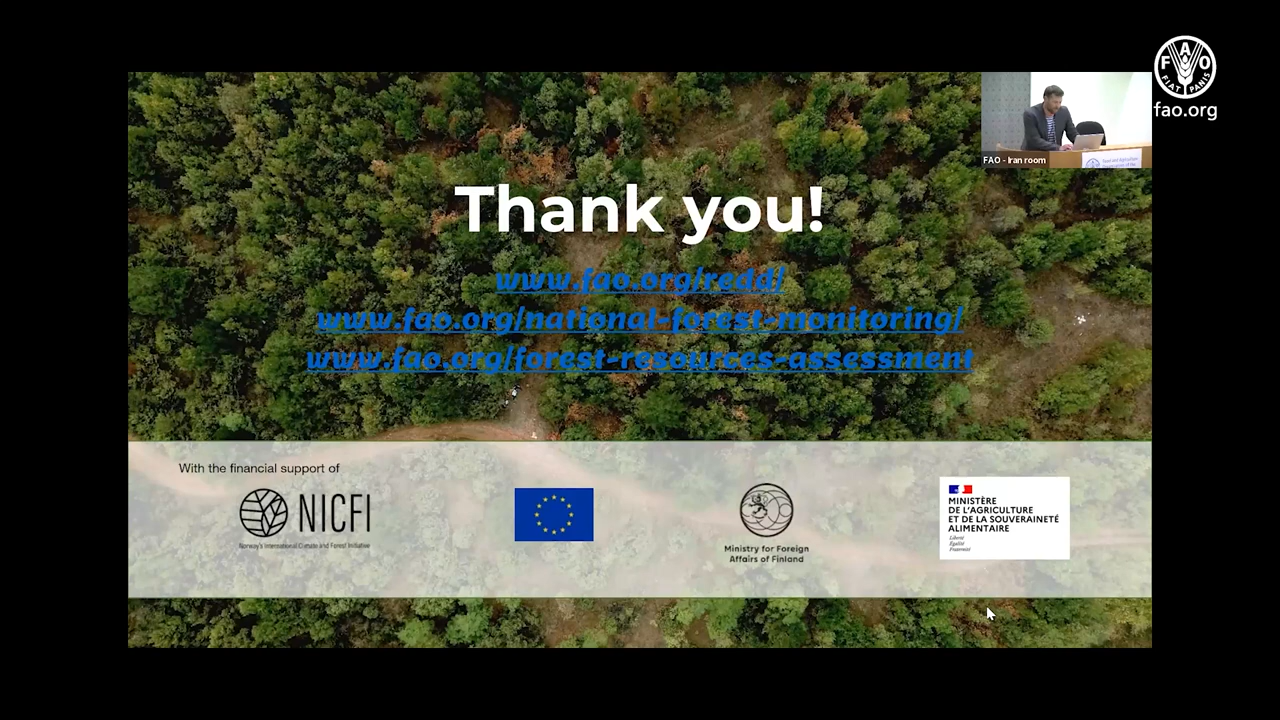 FAO
FIAT PANIS
fao.org
FAO - Iran room
Thank you!
www.fao.org/redd/
www.fao.org/national-forest-monitoring/
www.fao.org/forest-resources-assessment
With the financial support of
NICFI
Norway's International Climate and Forest Initiative
Ministry for Foreign
Affairs of Finland
MINISTÈRE
DE L'AGRICULTURE
ET DE LA SOUVERAINETÉ
ALIMENTAIRE
Liberté
Égalité
Fraternité